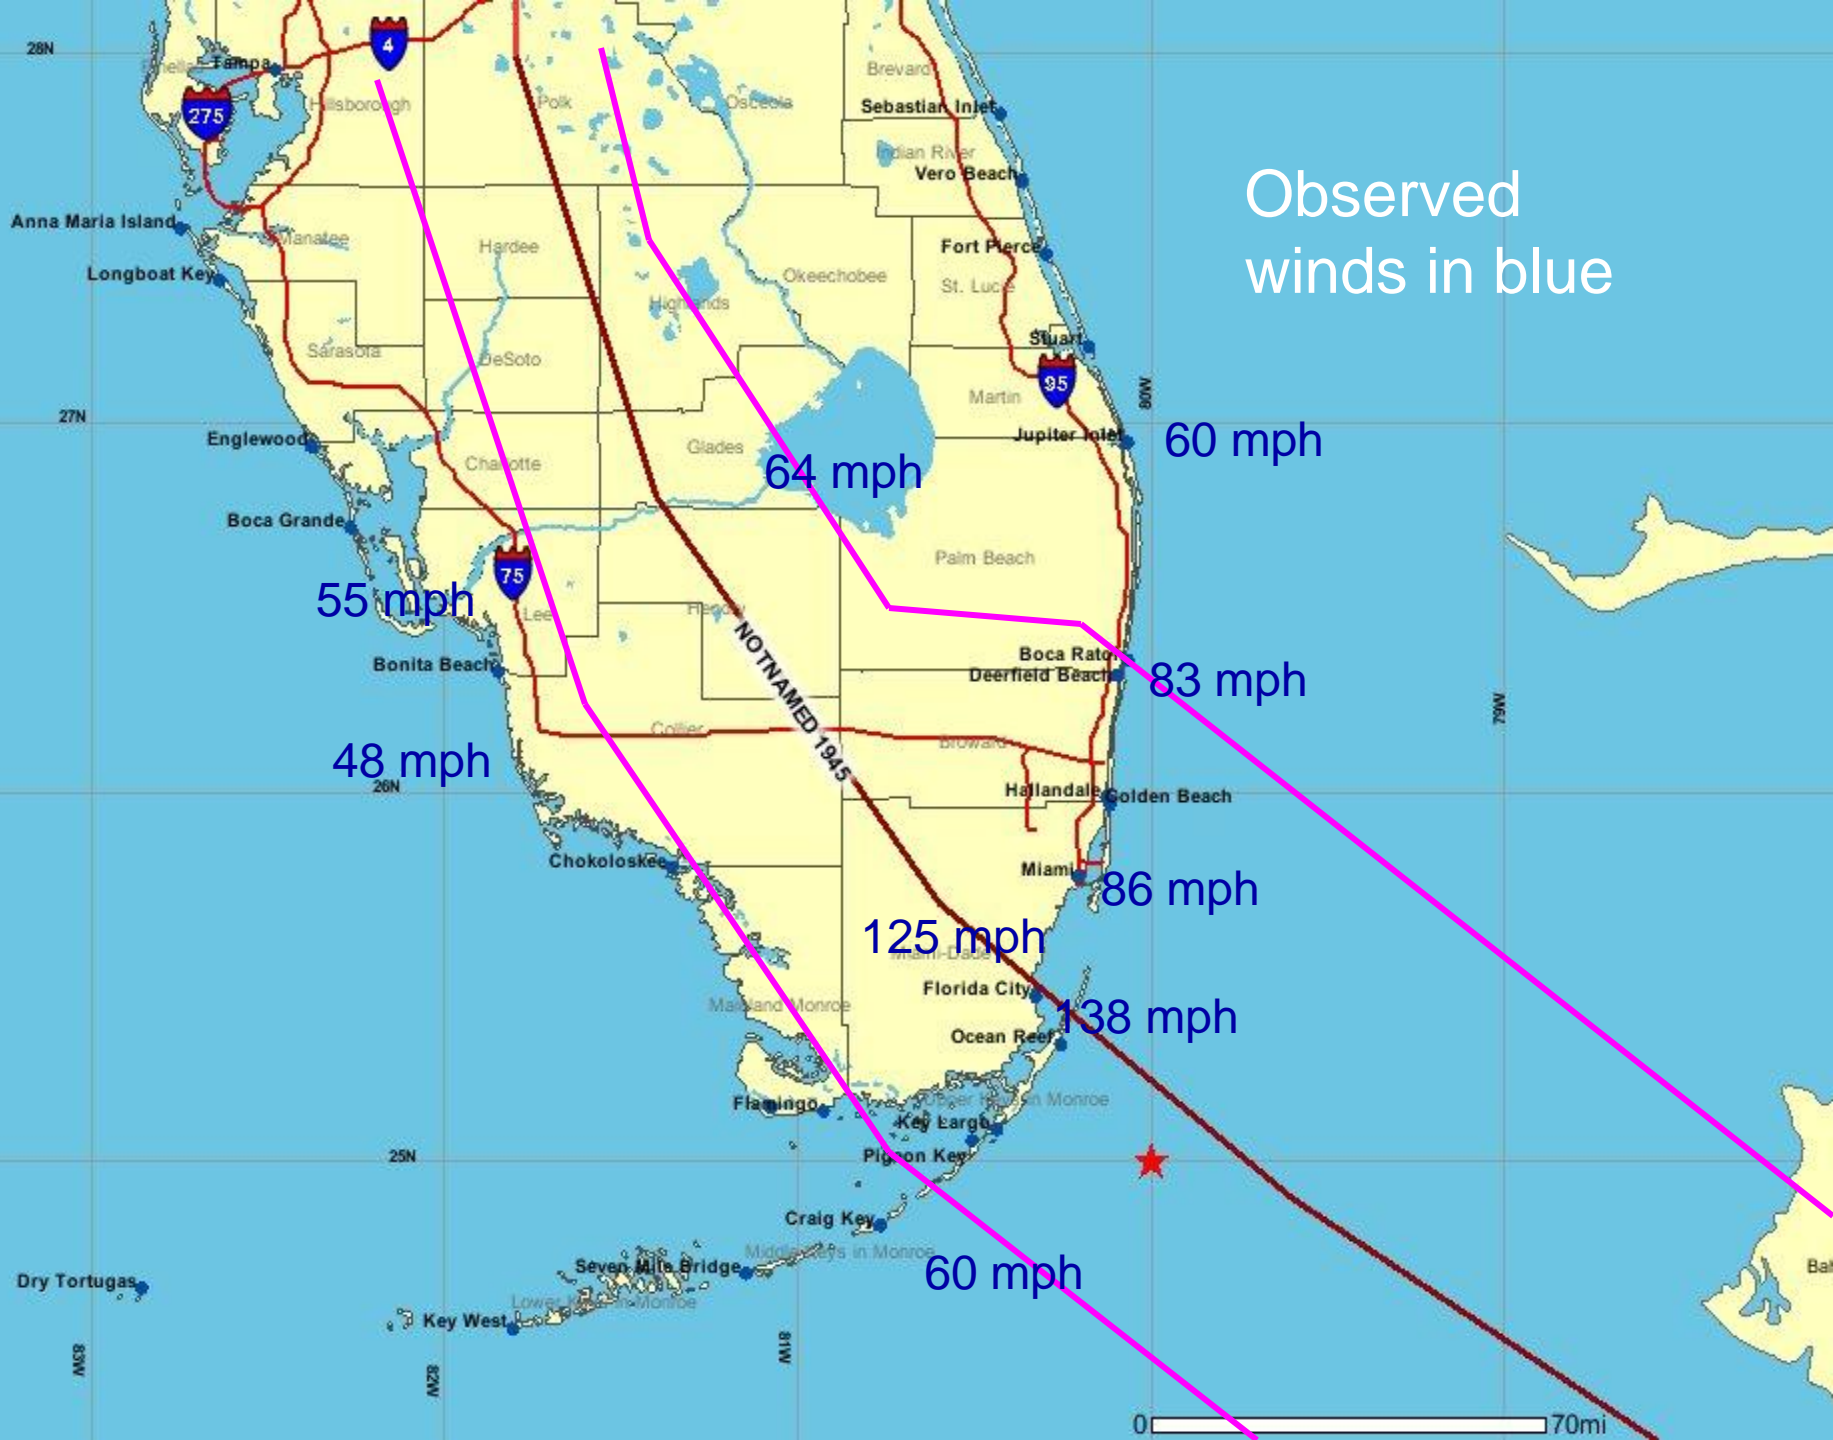 28N
Tampa
Pinellas
4
275
Hillsborough
Polk
Osceola
Brevard
Sebastian Inlet
Indian River
Vero Beach
Observed
winds in blue
Anna Maria Island
Manatee
Hardee
Fort Pierce
Longboat Key
Okeechobee
St. Lucie
Highlands
Sarasota
DeSoto
Stuart
95
Martin
80W
27N
Englewood
Charlotte
Glades
Jupiter Inlet
60 mph
64 mph
Boca Grande
Palm Beach
75
55 mph
Lee
Hendry
NOTNAMED 1945
Bonita Beach
Boca Raton
Deerfield Beach
83 mph
79W
Collier
Broward
48 mph
26N
Hallandale
Golden Beach
Chokoloskee
Miami
86 mph
125 mph
Miami-Dade
Florida City
138 mph
Mainland Monroe
Ocean Reef
Flamingo
Upper Keys in Monroe
Key Largo
25N
Pigeon Key
Craig Key
Middle Keys in Monroe
Seven Mile Bridge
60 mph
Dry Tortugas
Lower Keys in Monroe
Key West
Bah
83W
82W
81W
0
70mi